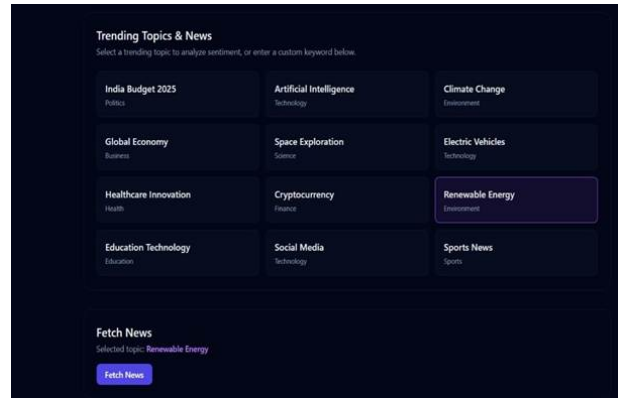 Trending Topics & News
Select a trending topic to analyze sentiment, or enter a custom keyword below.
India Budget 2025
Politics
Artificial Intelligence
Technology
Climate Change
Environment
Global Economy
Business
Space Exploration
Science
Electric Vehicles
Technology
Healthcare Innovation
Health
Cryptocurrency
Finance
Renewable Energy
Environment
Education Technology
Education
Social Media
Technology
Sports News
Sports
Fetch News
Selected topic: Renewable Energy
Fetch News